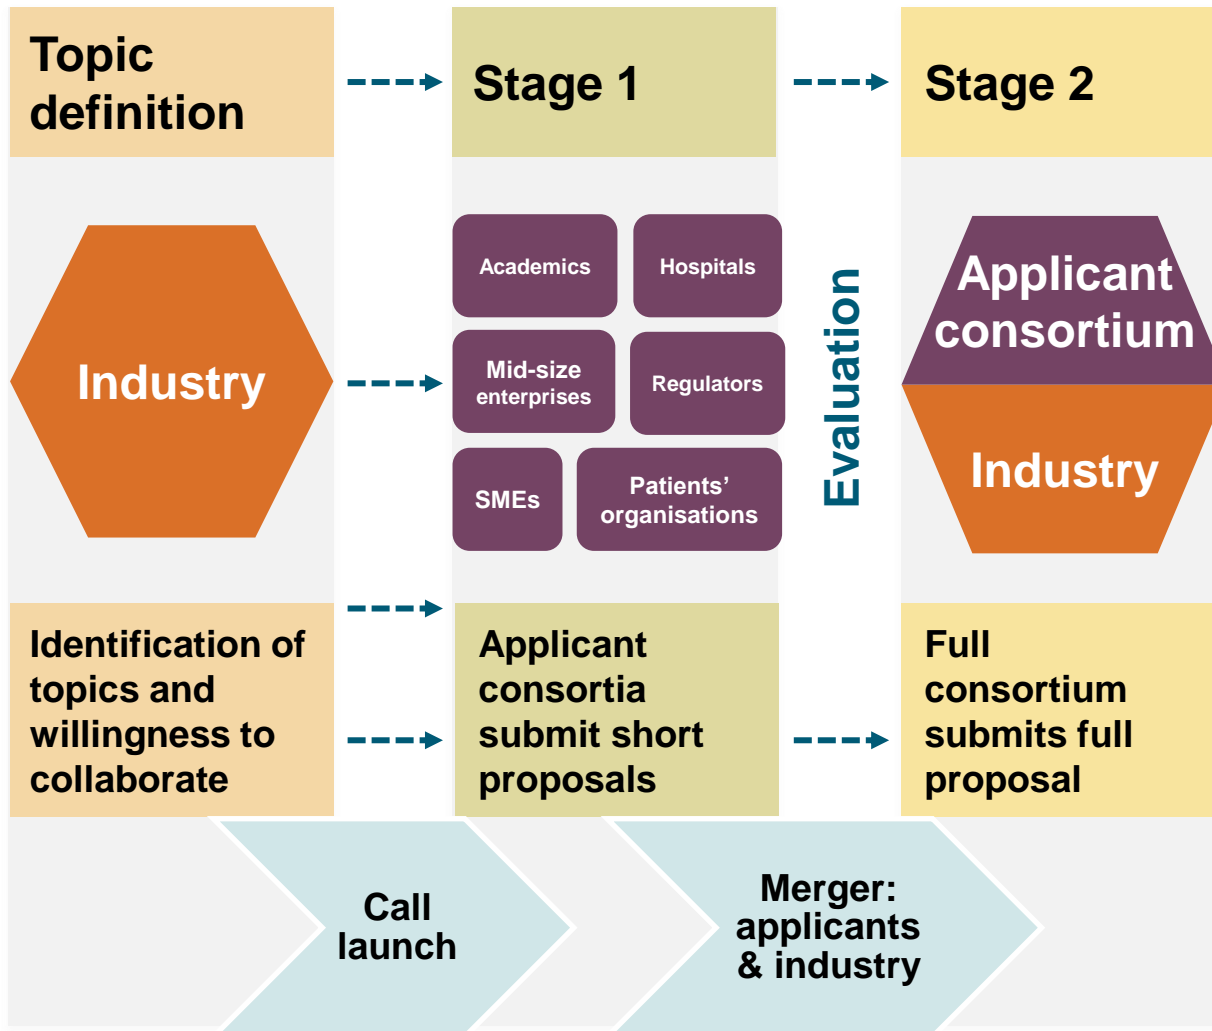 Topic
definition
Stage 1
Stage 2
Industry
Academics
Hospitals
Mid-size
enterprises
Regulators
SMEs
Patients’
organisations
Evaluation
Applicant
consortium
Industry
Identification of
topics and
willingness to
collaborate
Applicant
consortia
submit short
proposals
Full
consortium
submits full
proposal
Call
launch
Merger:
applicants
& industry